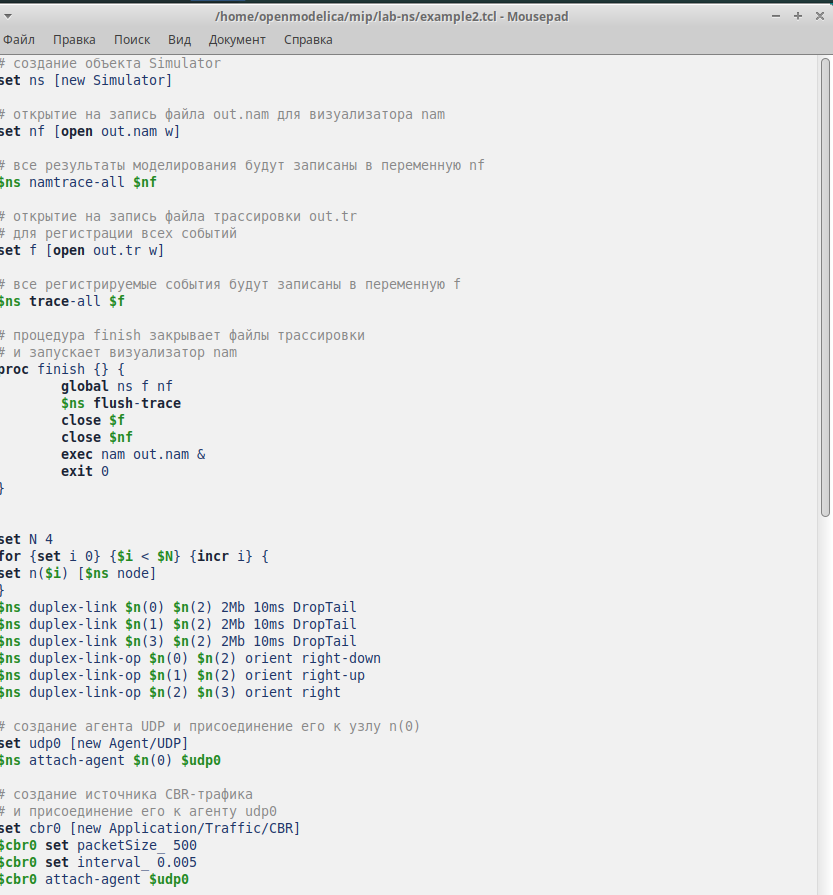 /home/openmodelica/mip/lab-ns/example2.tcl - Mousepad
Файл Правка Поиск Вид Документ Справка
# создание объекта Simulator
set ns [new Simulator]
# открытие на запись файла out.nam для визуализатора nam
set nf [open out.nam w]
# все результаты моделирования будут записаны в переменную nf
$ns namtrace-all $nf
# открытие на запись файла трассировки out.tr
# для регистрации всех событий
set f [open out.tr w]
# все регистрируемые события будут записаны в переменную f
$ns trace-all $f
# процедура finish закрывает файлы трассировки
# и запускает визуализатор nam
proc finish {} {
global ns f nf
$ns flush-trace
close $f
close $nf
exec nam out.nam &
exit 0
}
set N 4
for {set i 0} {$i < $N} {incr i} {
set n($i) [$ns node]
}
$ns duplex-link $n(0) $n(2) 2Mb 10ms DropTail
$ns duplex-link $n(1) $n(2) 2Mb 10ms DropTail
$ns duplex-link $n(3) $n(2) 2Mb 10ms DropTail
$ns duplex-link-op $n(0) $n(2) orient right-down
$ns duplex-link-op $n(1) $n(2) orient right-up
$ns duplex-link-op $n(2) $n(3) orient right
# создание агента UDP и присоединение его к узлу n(0)
set udp0 [new Agent/UDP]
$ns attach-agent $n(0) $udp0
# создание источника CBR-трафика
# и присоединение его к агенту udp0
set cbr0 [new Application/Traffic/CBR]
$cbr0 set packetSize_ 500
$cbr0 set interval_ 0.005
$cbr0 attach-agent $udp0